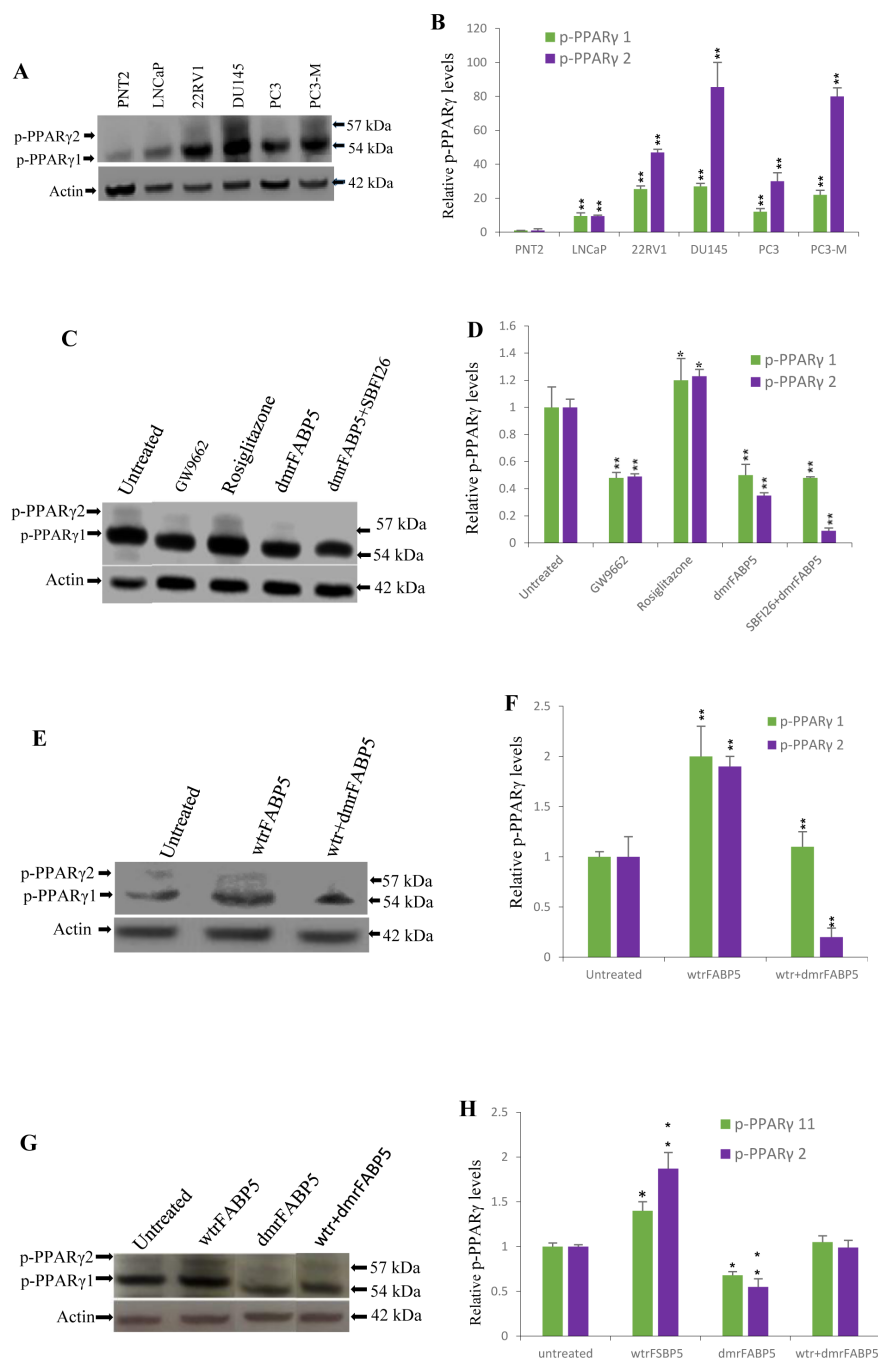 A
PNT2
LNCaP
22RV1
DU145
PC3
PC3-M
p-PPARγ2
p-PPARγ1
Actin
57 kDa
54 kDa
42 kDa
B
Relative p-PPARγ levels
120
100
80
60
40
20
0
p-PPARγ 1
p-PPARγ 2
**
**
**
**
**
**
**
**
**
**
PNT2 LNCaP 22RV1 DU145 PC3 PC3-M
C
Untreated
GW9662
Rosiglitazone
dmrFABP5
dmrFABP5+SBFI26
p-PPARγ2
p-PPARγ1
Actin
57 kDa
54 kDa
42 kDa
D
Relative p-PPARγ levels
1.6
1.4
1.2
1
0.8
0.6
0.4
0.2
0
p-PPARγ 1
p-PPARγ 2
**
**
*
*
**
**
**
**
Untreated
GW9662
Rosiglitazone
dmrFABP5
SBFI26+dmrFABP5
E
Untreated
wtrFABP5
wtr+dmrFABP5
p-PPARγ2
p-PPARγ1
Actin
57 kDa
54 kDa
42 kDa
F
Relative p-PPARγ levels
2.5
2
1.5
1
0.5
0
p-PPARγ 1
p-PPARγ 2
**
**
**
**
Untreated wtrFABP5 wtr+dmrFABP5
G
Untreated
wtrFABP5
dmrFABP5
wtr+dmrFABP5
p-PPARγ2
p-PPARγ1
Actin
57 kDa
54 kDa
42 kDa
H
Relative p-PPARγ levels
2.5
2
1.5
1
0.5
0
p-PPARγ 11
p-PPARγ 2
*
*
*
*
*
*
untreated wtrFSBP5 dmrFABP5 wtr+dmrFABP5